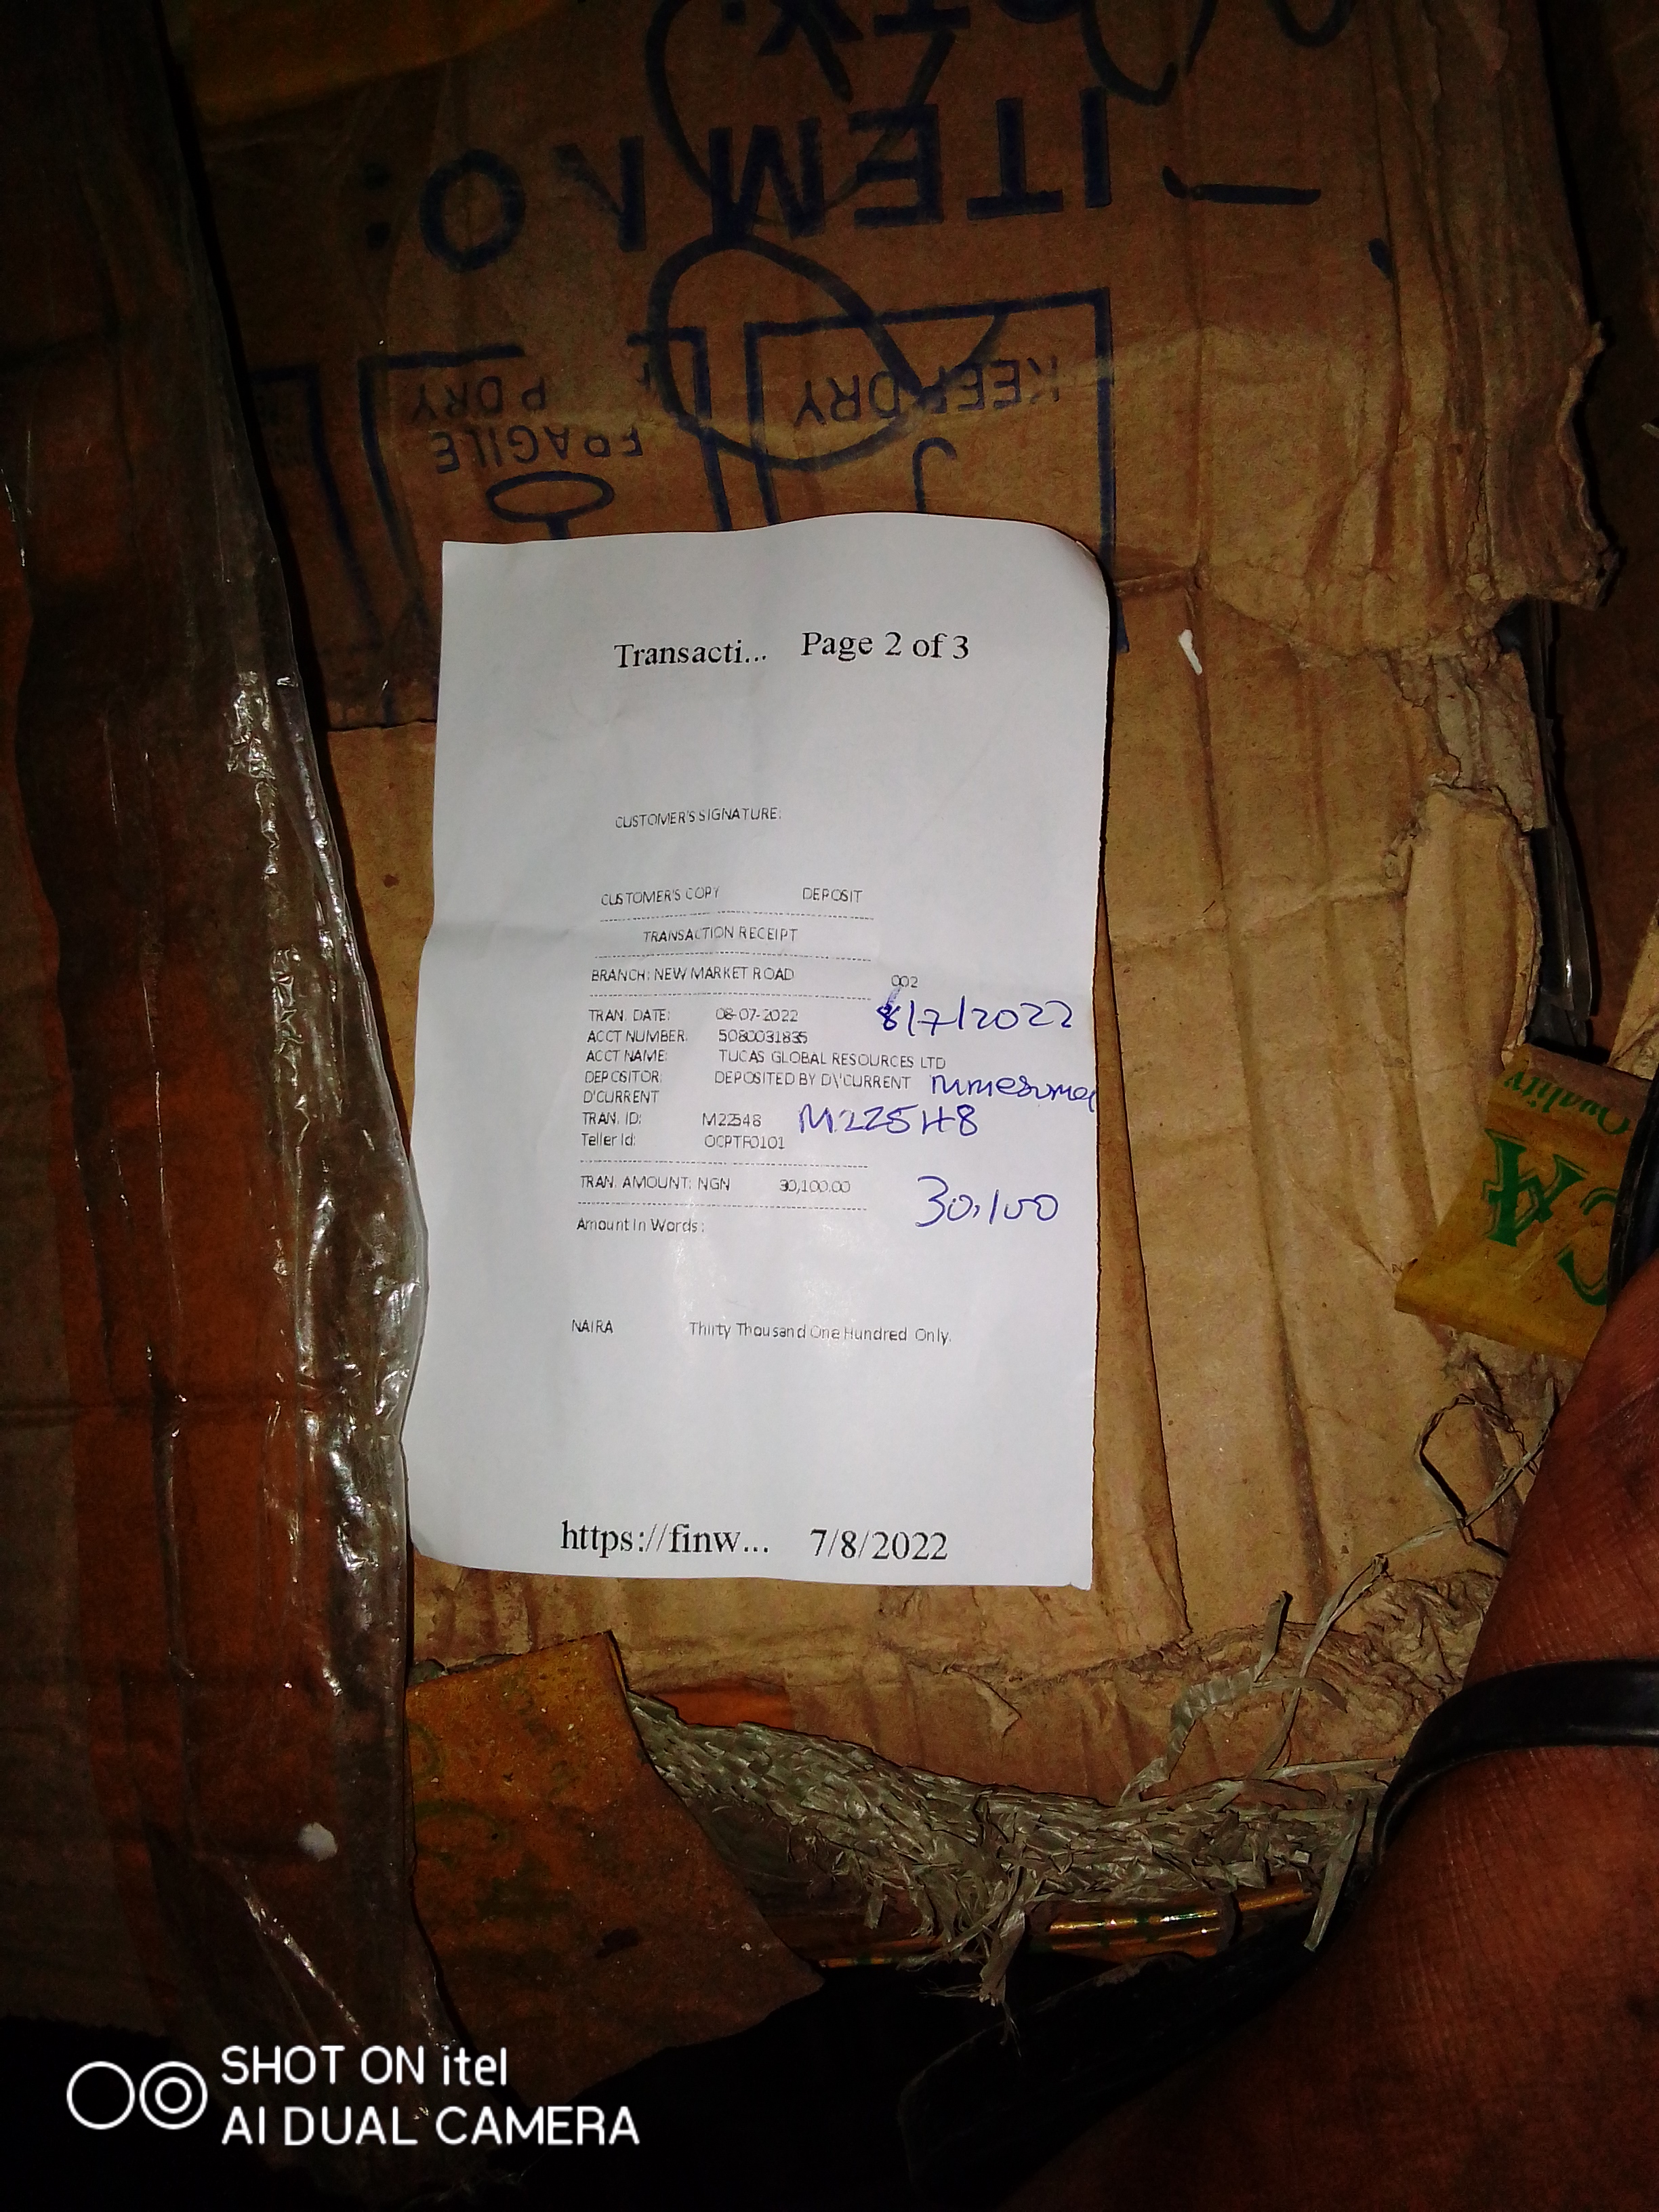 QTY:
ITEM NO:
KEEP DRY
FRAGILE
P DRY
Transacti... Page 2 of 3
CUSTOMER'S SIGNATURE:
CUSTOMER'S COPY DEPOSIT
TRANSACTION RECEIPT
BRANCH: NEW MARKET ROAD 002
TRAN. DATE: 08-07-2022 8/7/2022
ACCT NUMBER: 5080031835
ACCT NAME: TUCAS GLOBAL RESOURCES LTD
DEPOSITOR: DEPOSITED BY D\'CURRENT
D'CURRENT
TRAN. ID: M22548 M225H8
Teller Id: OCPTF0101
TRAN. AMOUNT: NGN 30,100.00 30,100
Amount In Words:
NAIRA Thirty Thousand One Hundred Only.
https://finw... 7/8/2022
Quality
SHOT ON itel
AI DUAL CAMERA